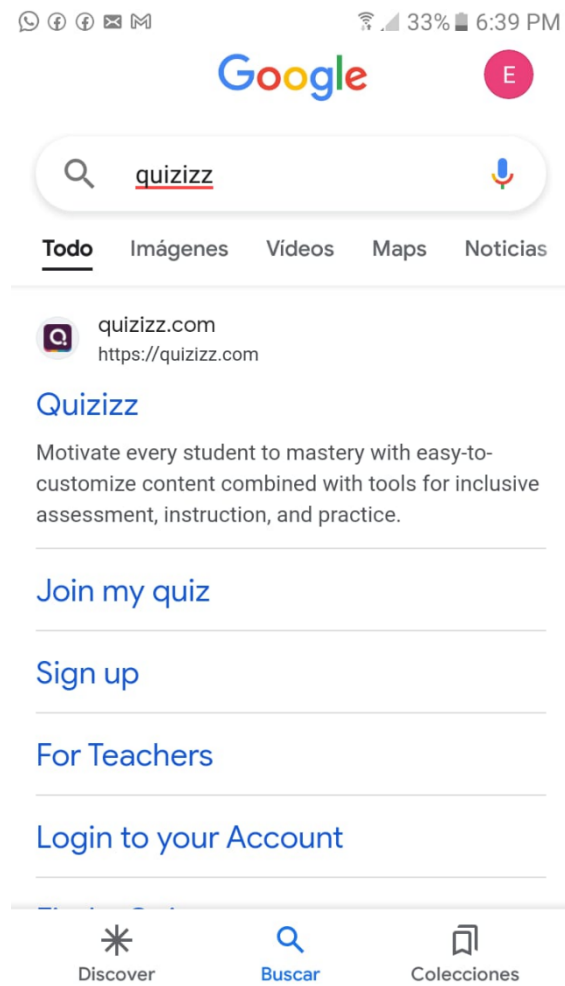 33% 6:39 PM
Google
E
quizizz
Todo Imágenes Vídeos Maps Noticias
quizizz.com
https://quizizz.com
Quizizz
Motivate every student to mastery with easy-to-
customize content combined with tools for inclusive
assessment, instruction, and practice.
Join my quiz
Sign up
For Teachers
Login to your Account
Discover Buscar Colecciones